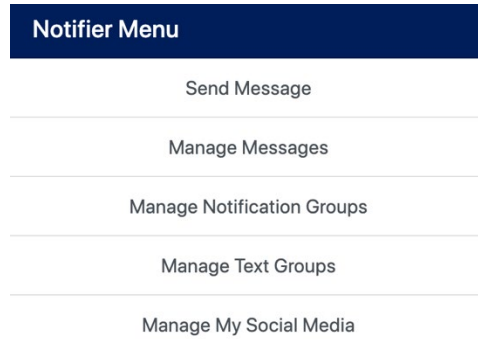 Notifier Menu
Send Message
Manage Messages
Manage Notification Groups
Manage Text Groups
Manage My Social Media